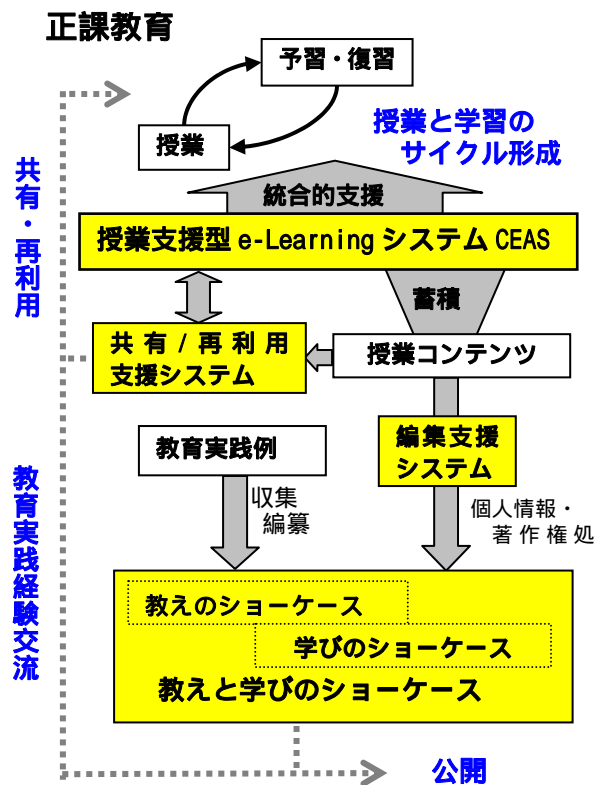 正課教育
予習・復習
授業
授業と学習の
サイクル形成
統合的支援
授業支援型 e-Learning システム CEAS
蓄積
共有・再利用
共有/再利用
支援システム
授業コンテンツ
教育実践例
編集支援
システム
収集
編纂
個人情報・
著作権処
教育実践経験交流
教えのショーケース
学びのショーケース
教えと学びのショーケース
公開